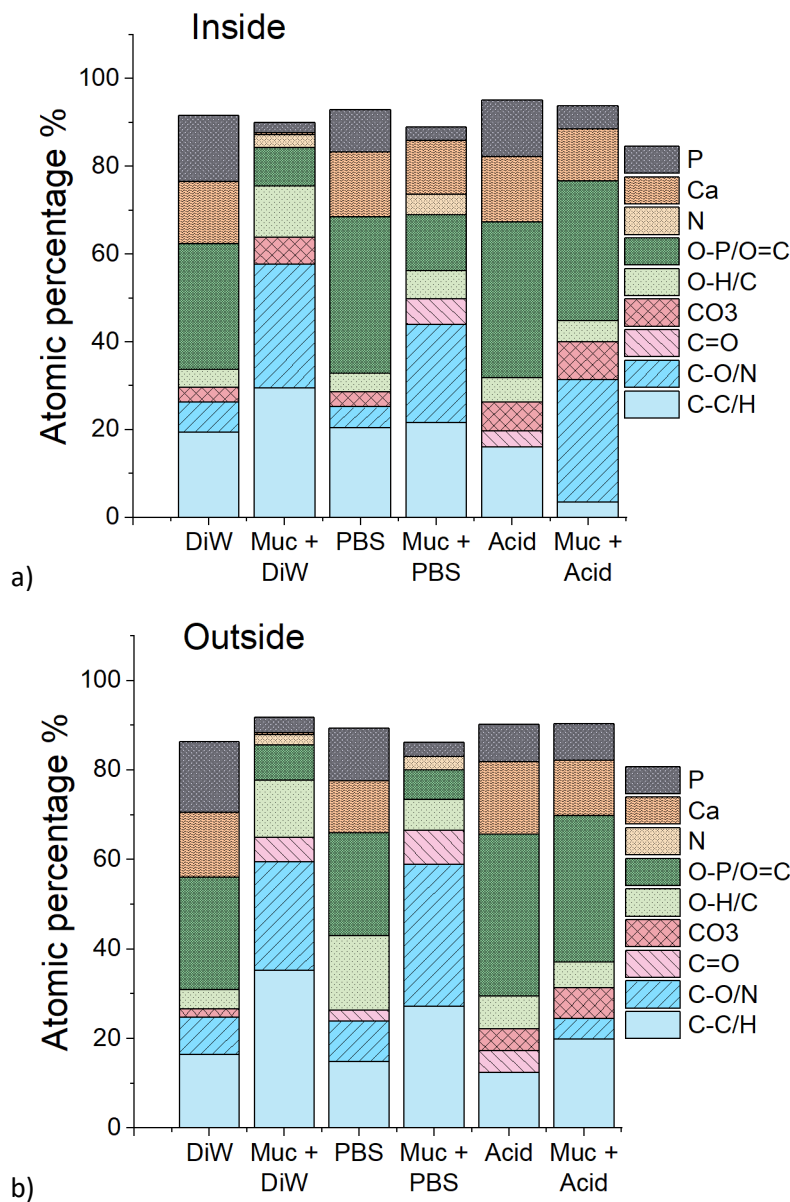 Inside
Atomic percentage %
100
80
60
40
20
0
P
Ca
N
O-P/O=C
O-H/C
CO3
C=O
C-O/N
C-C/H
DiW
Muc +
DiW
PBS
Muc +
PBS
Acid
Muc +
Acid
a)
Outside
Atomic percentage %
100
80
60
40
20
0
P
Ca
N
O-P/O=C
O-H/C
CO3
C=O
C-O/N
C-C/H
DiW
Muc +
DiW
PBS
Muc +
PBS
Acid
Muc +
Acid
b)